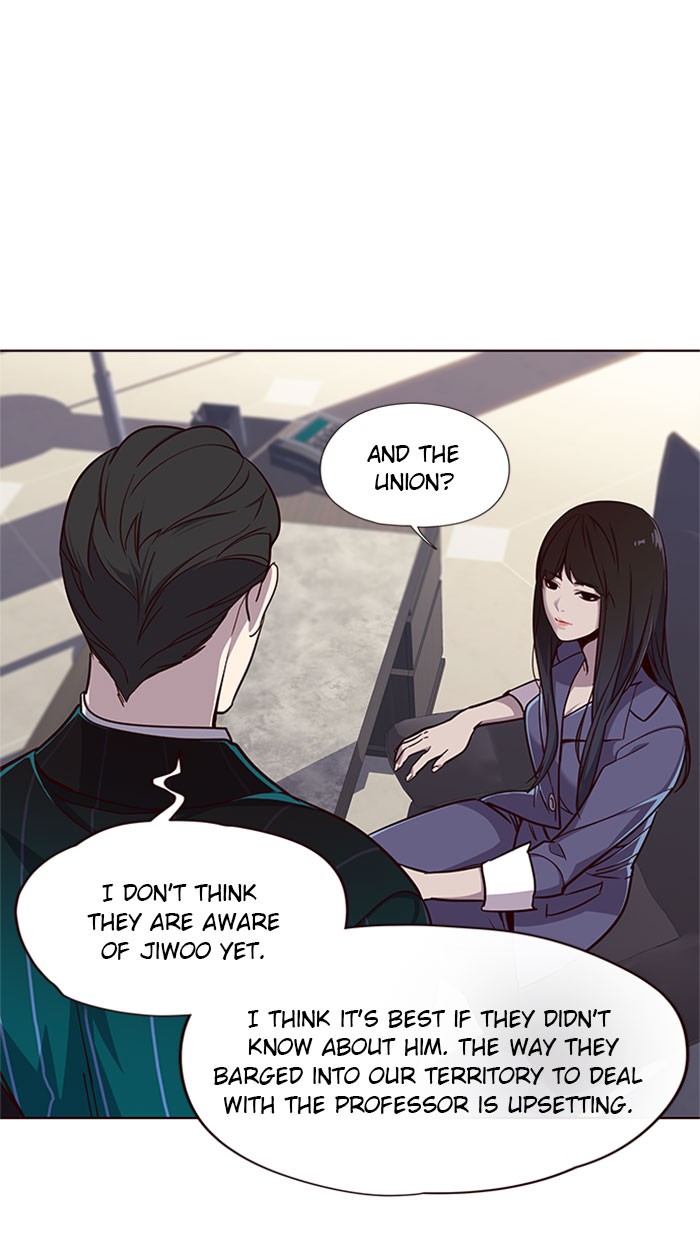 AND THE
UNION?
I DON'T THINK
THEY ARE AWARE
OF JIWOO YET.
I THINK IT'S BEST IF THEY DIDN'T
KNOW ABOUT HIM. THE WAY THEY
BARGED INTO OUR TERRITORY TO DEAL
WITH THE PROFESSOR IS UPSETTING.